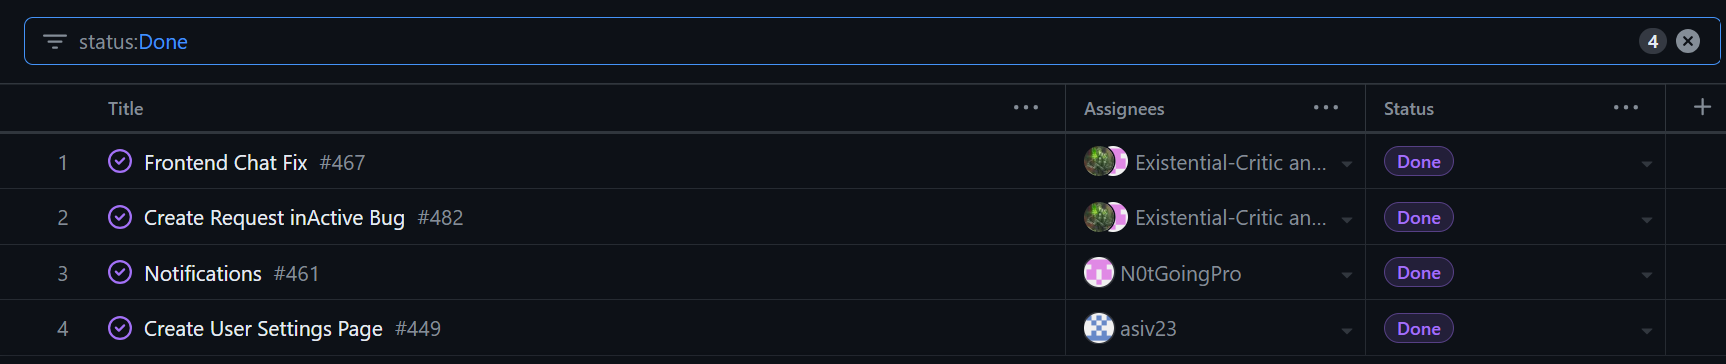 status:Done 4
Title Assignees Status
1 Frontend Chat Fix #467 Existential-Critic an... Done
2 Create Request inActive Bug #482 Existential-Critic an... Done
3 Notifications #461 N0tGoingPro Done
4 Create User Settings Page #449 asiv23 Done